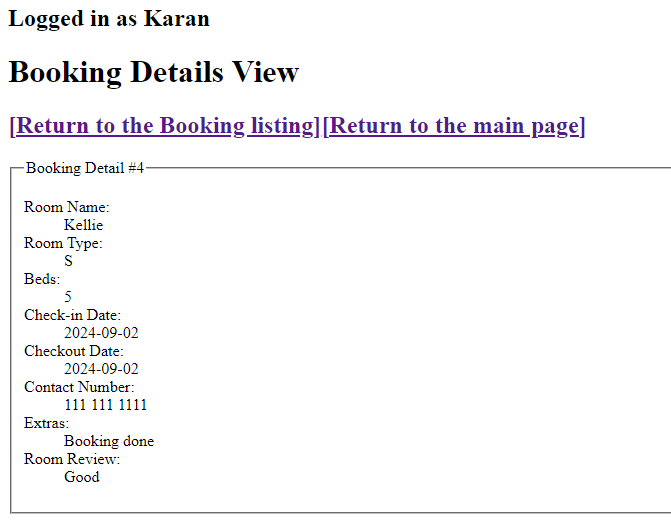 Logged in as Karan
Booking Details View
[Return to the Booking listing][Return to the main page]
Booking Detail #4
Room Name:
Kellie
Room Type:
S
Beds:
5
Check-in Date:
2024-09-02
Checkout Date:
2024-09-02
Contact Number:
111 111 1111
Extras:
Booking done
Room Review:
Good